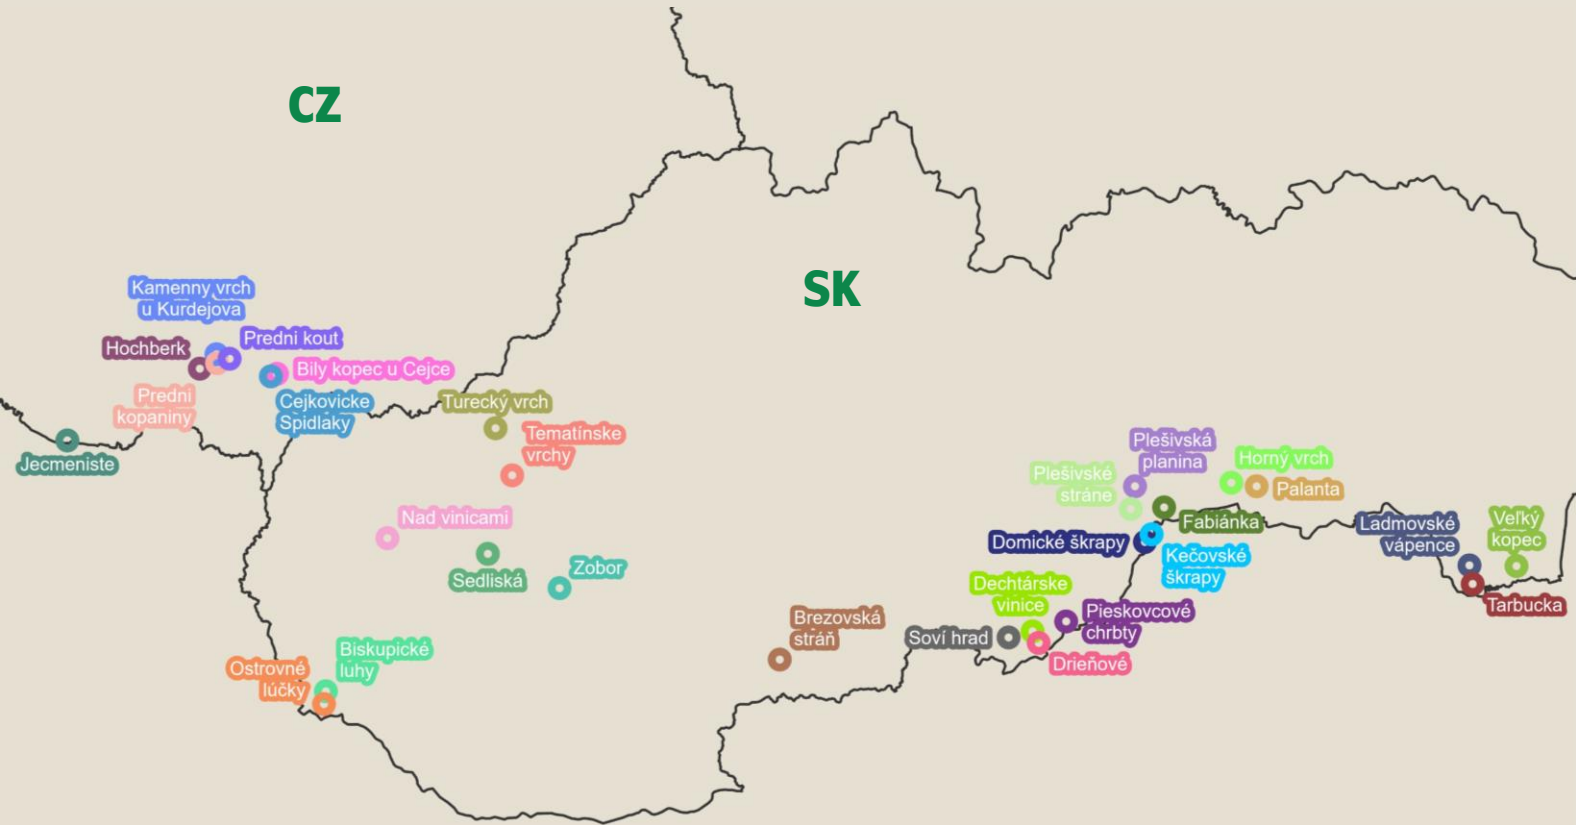 CZ
SK
Kamenny vrch
u Kurdejova
Predni kout
Hochberk
Bily kopec u Cejce
Predni
kopaniny
Cejkovicke
Spidlaky
Turecký vrch
Tematínske
vrchy
Jecmeniste
Plešivská
planina
Horný vrch
Plešivské
stráne
Palanta
Nad vinicami
Fabiánka
Ladmovské
vápence
Veľký
kopec
Domické škrapy
Kečovské
škrapy
Sedliská
Zobor
Dechtárske
vinice
Tarbucka
Brezovská
stráň
Soví hrad
Pieskovcové
chrbty
Drieňové
Biskupické
luhy
Ostrovné
lúčky